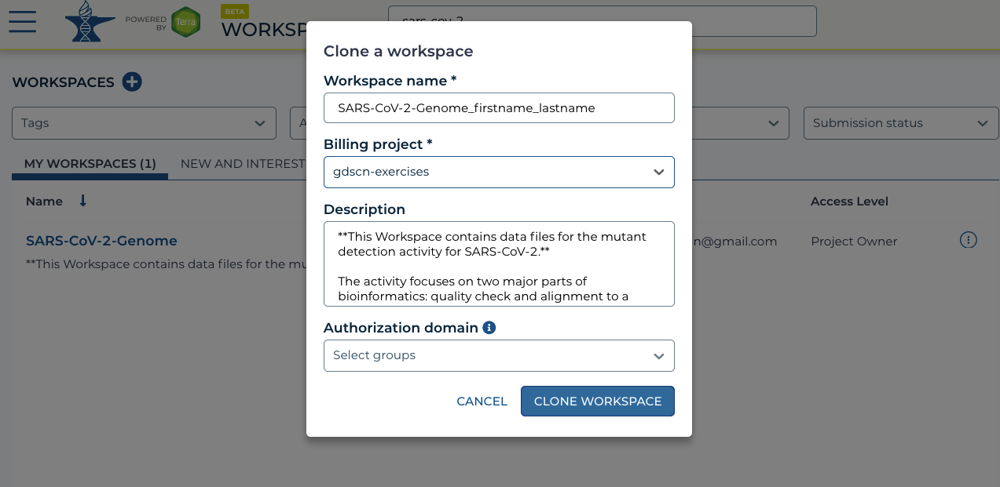 POWERED
BY
Terra
BETA
WORKSP
Clone a workspace
Workspace name *
SARS-CoV-2-Genome_firstname_lastname
Billing project *
gdscn-exercises
Description
**This Workspace contains data files for the mutant
detection activity for SARS-CoV-2.**
The activity focuses on two major parts of
bioinformatics: quality check and alignment to a
Authorization domain
Select groups
CANCEL
CLONE WORKSPACE
WORKSPACES
Tags
A
Submission status
MY WORKSPACES (1)
NEW AND INTEREST
Name
Access Level
SARS-CoV-2-Genome
n@gmail.com
Project Owner
**This Workspace contains data files for the mu